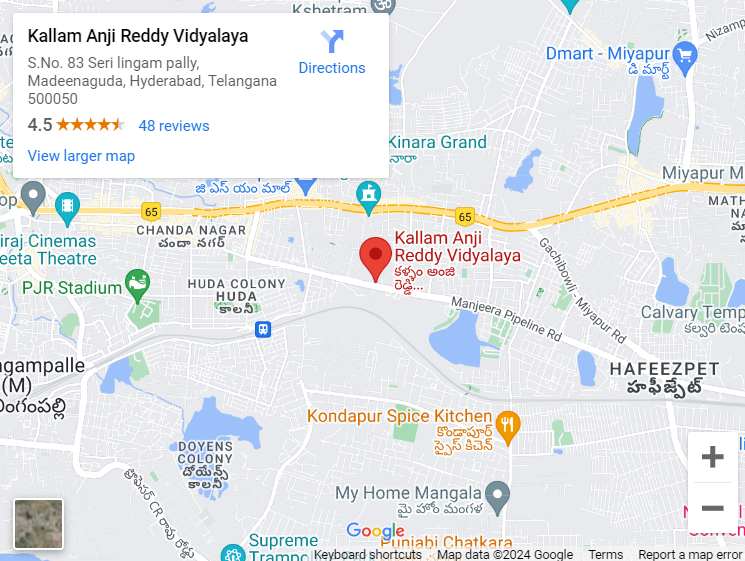 Kshetram
Kallam Anji Reddy Vidyalaya
S.No. 83 Seri lingam pally,
Madeenaguda, Hyderabad, Telangana
500050
4.5 48 reviews
View larger map
Directions
Nizamp
Dmart - Miyapur
డి మార్ట్
Kinara Grand
నారా
జి ఎస్ యం మాల్
Miyapur M
65
65
CHANDA NAGAR
చందా నగర్
iraj Cinemas
eeta Theatre
Kallam Anji
Reddy Vidyalaya
కళ్ళం అంజి
రెడ్డి...
Gachibowli - Miyapur Rd
PJR Stadium
HUDA COLONY
HUDA
కాలనీ
Manjeera Pipeline Rd
Calvary Temp
కల్వరి టెంపు
ngampalle
(M)
ింగంపల్లి
HAFEEZPET
హఫీజ్పేట్
Kondapur Spice Kitchen
కొండాపూర్
స్పైస్ కిచెన్
DOYENS
COLONY
దోయేన్స్
కాలనీ
ప్రొఫెసర్ CR రావు రోడ్డు
My Home Mangala
మై హోం మంగళ
Google
Punjabi Chatkara
Supreme
Trampol
Keyboard shortcuts Map data ©2024 Google Terms Report a map error